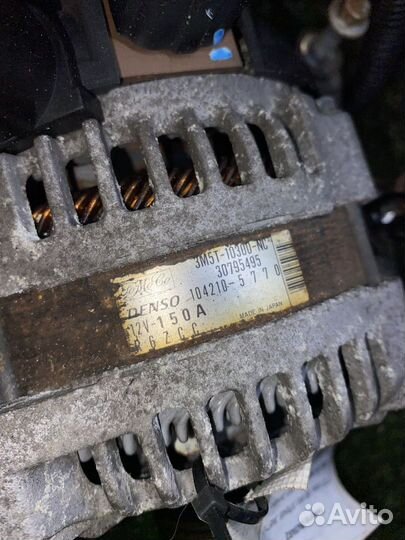 3M5T-10300-NC
30795495
DENSO 104210-5770
12V-150A
MADE IN JAPAN
Avito